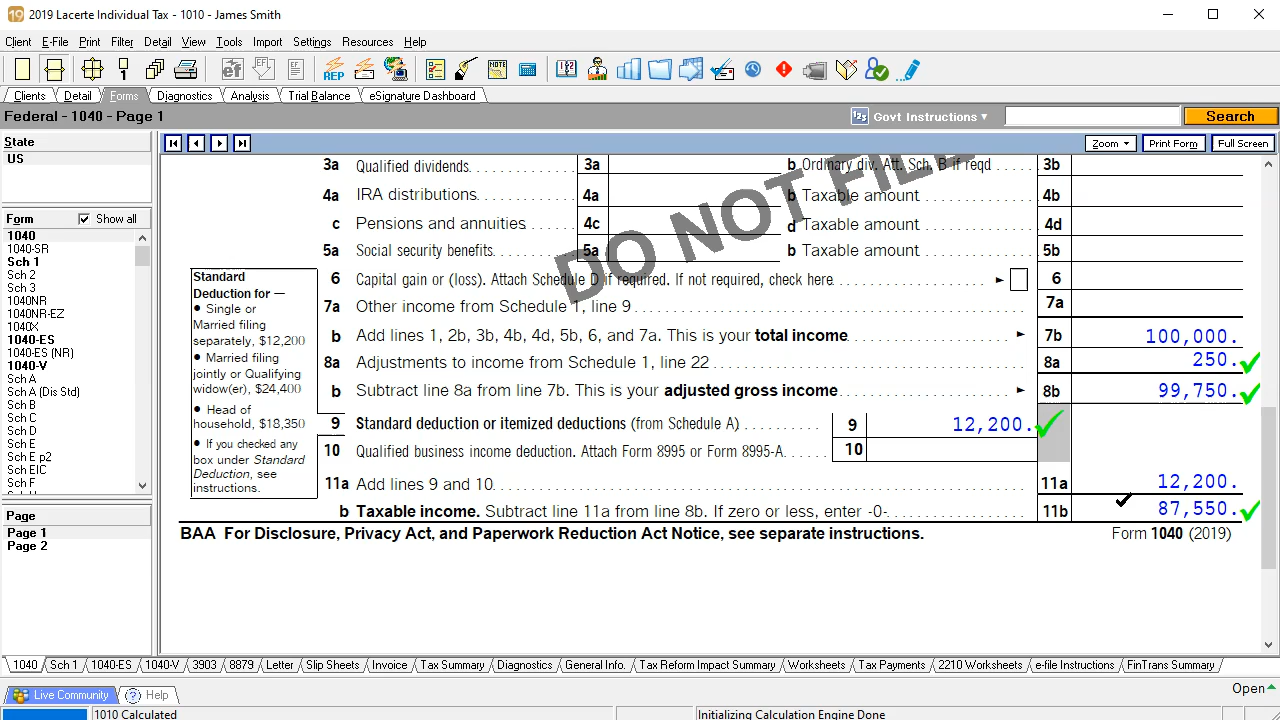 19 2019 Lacerte Individual Tax - 1010 - James Smith
Client E-File Print Filter Detail View Tools Import Settings Resources Help
Clients Detail Forms Diagnostics Analysis Trial Balance eSignature Dashboard
Federal - 1040 - Page 1 Govt Instructions Search
State
US
Form Show all
1040
1040-SR
Sch 1
Sch 2
Sch 3
1040NR
1040NR-EZ
1040X
1040-ES
1040-ES (NR)
1040-V
Sch A
Sch A (Dis Std)
Sch B
Sch C
Sch D
Sch E
Sch E p2
Sch EIC
Sch F
Page
Page 1
Page 2
Zoom Print Form Full Screen
3a Qualified dividends 3a b Ordinary div. Att. Sch. B if reqd 3b
4a IRA distributions 4a b Taxable amount 4b
c Pensions and annuities 4c d Taxable amount 4d
5a Social security benefits 5a b Taxable amount 5b
DO NOT FILE
6 Capital gain or (loss). Attach Schedule D if required. If not required, check here ► 6
7a Other income from Schedule 1, line 9 7a
b Add lines 1, 2b, 3b, 4b, 4d, 5b, 6, and 7a. This is your total income ► 7b 100,000.
8a Adjustments to income from Schedule 1, line 22 8a 250.
b Subtract line 8a from line 7b. This is your adjusted gross income ► 8b 99,750.
9 Standard deduction or itemized deductions (from Schedule A) 9 12,200.
10 Qualified business income deduction. Attach Form 8995 or Form 8995-A 10
11a Add lines 9 and 10 11a 12,200.
b Taxable income. Subtract line 11a from line 8b. If zero or less, enter -0- 11b 87,550.
Standard
Deduction for —
● Single or
Married filing
separately, $12,200
● Married filing
jointly or Qualifying
widow(er), $24,400
● Head of
household, $18,350
● If you checked any
box under Standard
Deduction, see
instructions.
BAA For Disclosure, Privacy Act, and Paperwork Reduction Act Notice, see separate instructions. Form 1040 (2019)
1040 Sch 1 1040-ES 1040-V 3903 8879 Letter Slip Sheets Invoice Tax Summary Diagnostics General Info. Tax Reform Impact Summary Worksheets Tax Payments 2210 Worksheets e-file Instructions FinTrans Summary
Live Community Help Open
1010 Calculated Initializing Calculation Engine Done